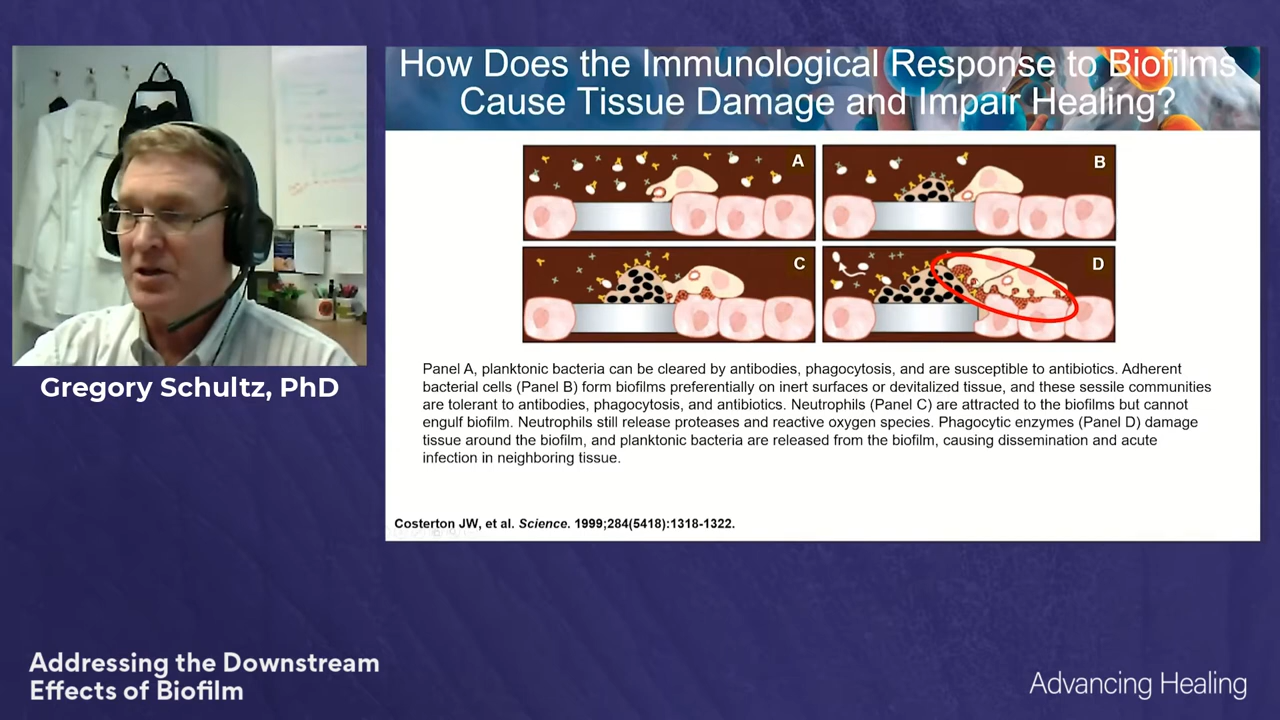 How Does the Immunological Response to Biofilms
Cause Tissue Damage and Impair Healing?
A
B
C
D
Panel A, planktonic bacteria can be cleared by antibodies, phagocytosis, and are susceptible to antibiotics. Adherent
bacterial cells (Panel B) form biofilms preferentially on inert surfaces or devitalized tissue, and these sessile communities
are tolerant to antibodies, phagocytosis, and antibiotics. Neutrophils (Panel C) are attracted to the biofilms but cannot
engulf biofilm. Neutrophils still release proteases and reactive oxygen species. Phagocytic enzymes (Panel D) damage
tissue around the biofilm, and planktonic bacteria are released from the biofilm, causing dissemination and acute
infection in neighboring tissue.
Costerton JW, et al. Science. 1999;284(5418):1318-1322.
Gregory Schultz, PhD
Addressing the Downstream
Effects of Biofilm
Advancing Healing